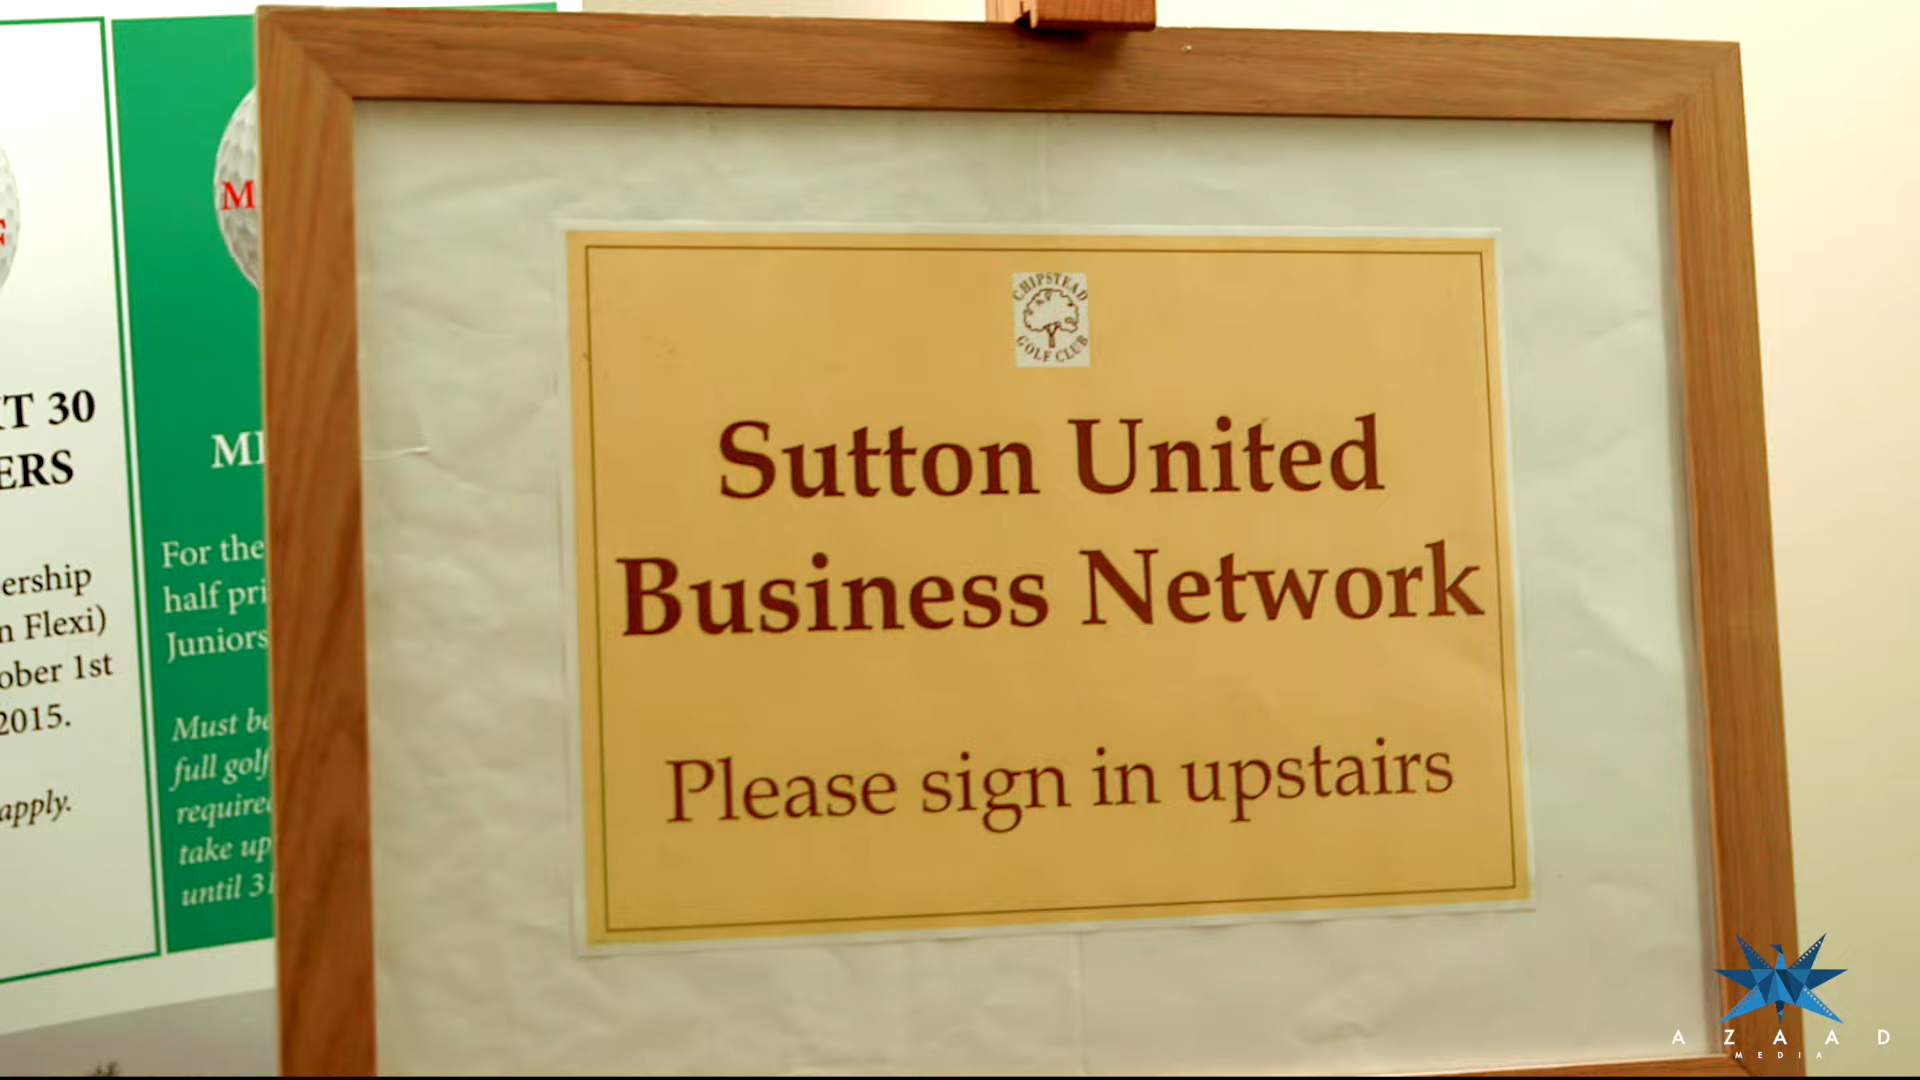 T 30
ERS
ership
n Flexi)
ober 1st
2015.
apply.
M
For the
half pri
Juniors
Must be
full golf
required
take up
until 31
CHIPSTEAD
GOLF CLUB
Sutton United
Business Network
Please sign in upstairs
AZAAD
MEDIA